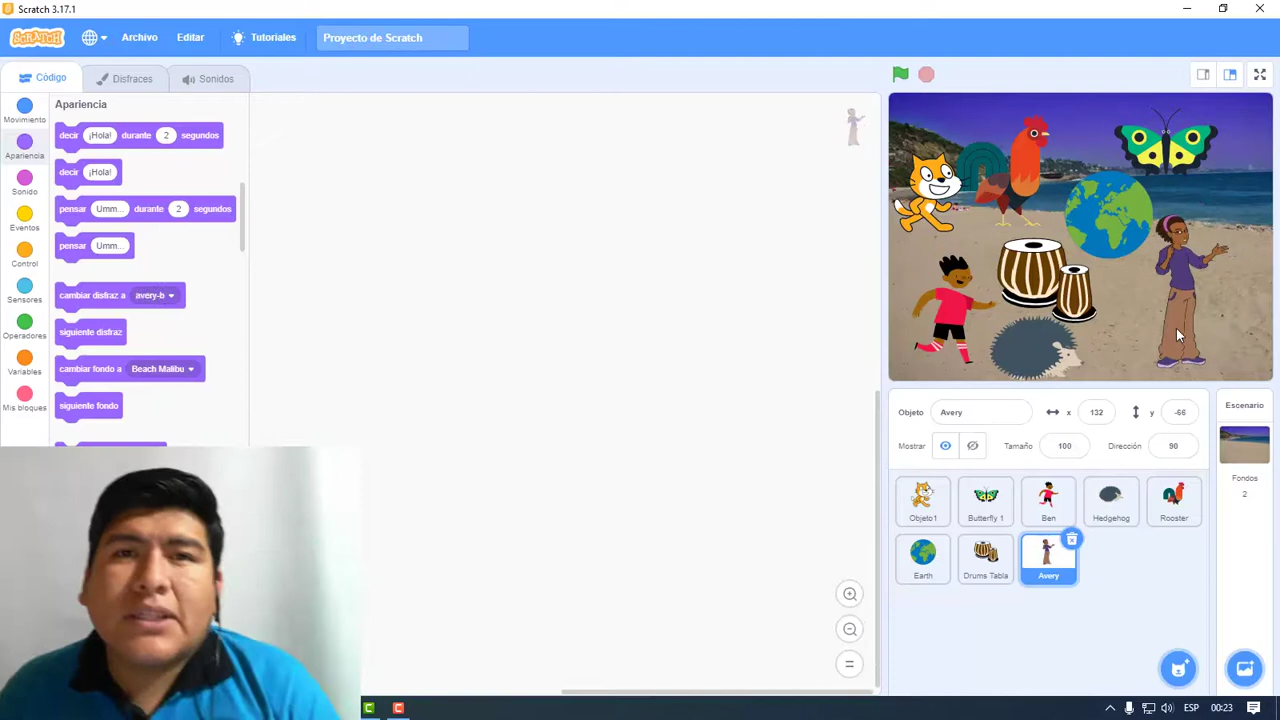 Scratch 3.17.1
SCRATCH
Archivo
Editar
Tutoriales
Proyecto de Scratch
Código
Disfraces
Sonidos
Movimiento
Apariencia
Sonido
Eventos
Control
Sensores
Operadores
Variables
Mis bloques
Apariencia
decir ¡Hola! durante 2 segundos
decir ¡Hola!
pensar Umm... durante 2 segundos
pensar Umm...
cambiar disfraz a avery-b
siguiente disfraz
cambiar fondo a Beach Malibu
siguiente fondo
Objeto Avery x 132 y -66
Mostrar Tamaño 100 Dirección 90
Objeto1
Butterfly 1
Ben
Hedgehog
Rooster
Earth
Drums Tabla
Avery
Escenario
Fondos
2
ESP 00:23